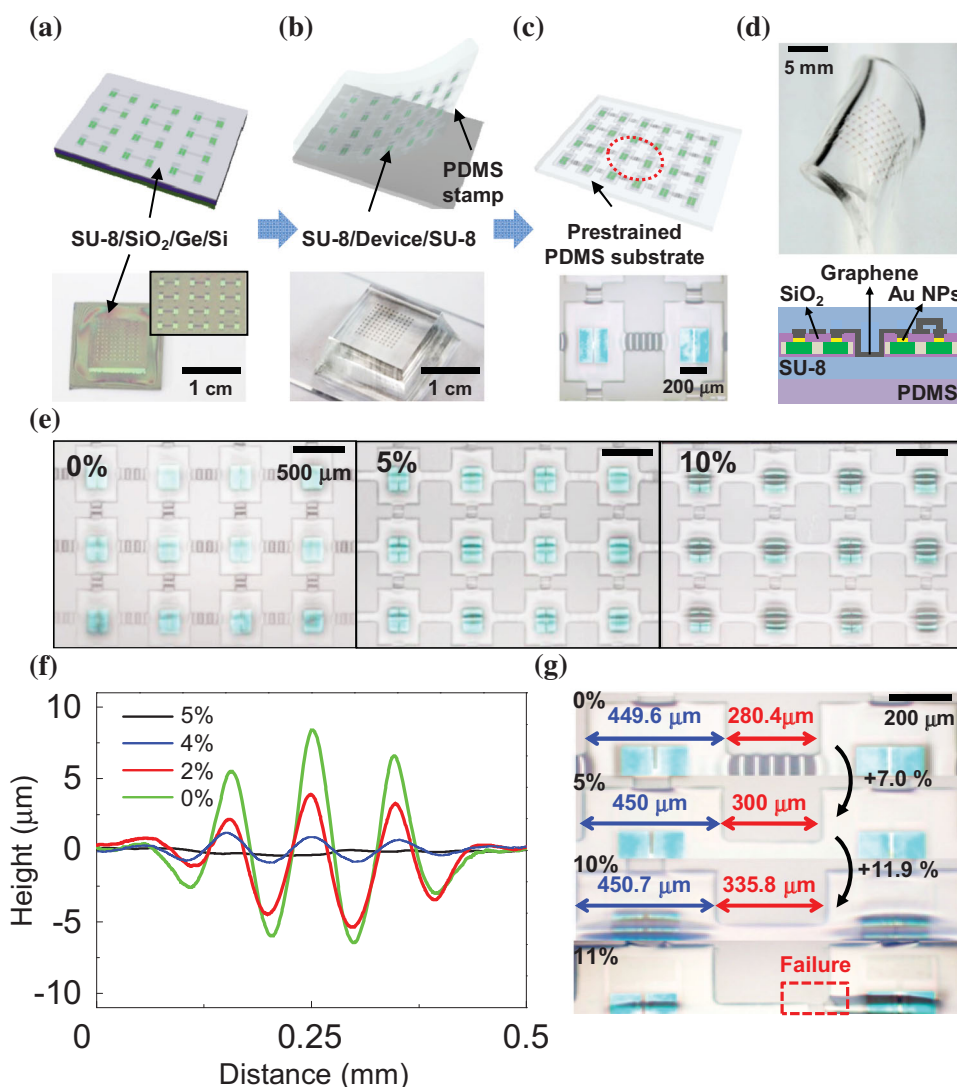 (a)
(b)
(c)
(d)
5 mm
PDMS
stamp
SU-8/SiO2/Ge/Si
SU-8/Device/SU-8
Prestrained
PDMS substrate
1 cm
1 cm
200 µm
Graphene
SiO2
Au NPs
SU-8
PDMS
(e)
0%
500 µm
5%
10%
(f)
10
5
0
-5
-10
Height (µm)
5%
4%
2%
0%
0
0.25
0.5
Distance (mm)
(g)
0%
200 µm
449.6 µm
280.4µm
+7.0 %
5%
450 µm
300 µm
+11.9 %
10%
450.7 µm
335.8 µm
11%
Failure